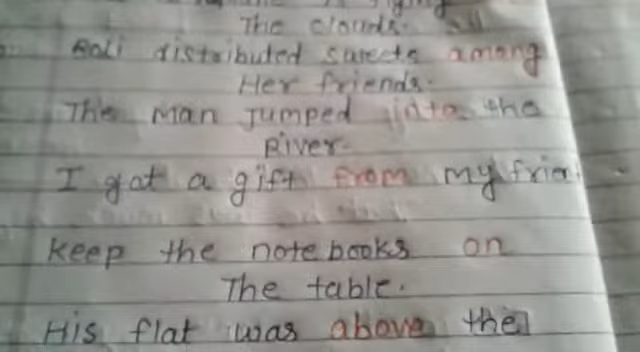 The clouds.
Boli distributed sweets among
Her friends.
The man Jumped into the
River.
I got a gift from my
keep the note books on
The table.
His flat was above the